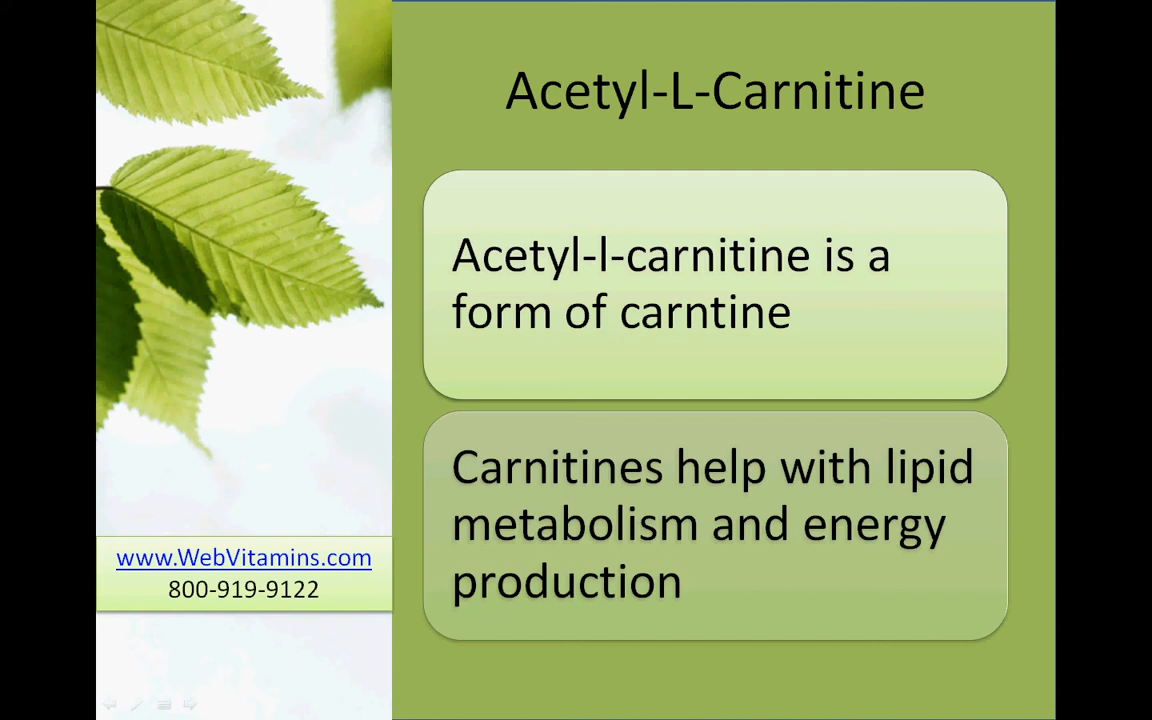 Acetyl-L-Carnitine
Acetyl-l-carnitine is a
form of carntine
Carnitines help with lipid
metabolism and energy
production
www.WebVitamins.com
800-919-9122